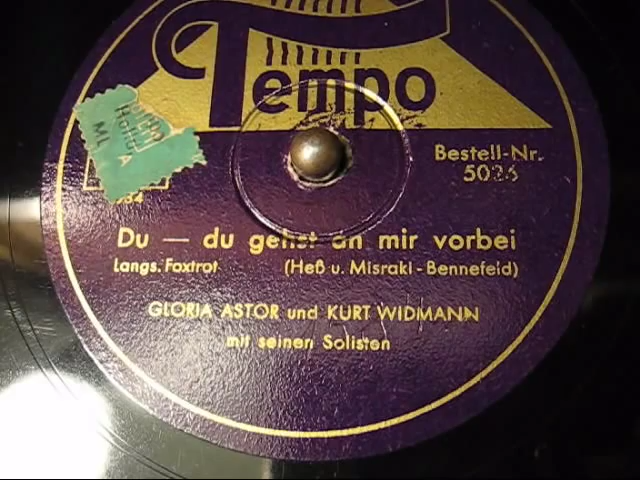 Tempo
Bestell-Nr.
5026
Du — du gehst an mir vorbei
Langs. Foxtrot (Heß u. Misraki - Bennefeld)
GLORIA ASTOR und KURT WIDMANN
mit seinen Solisten